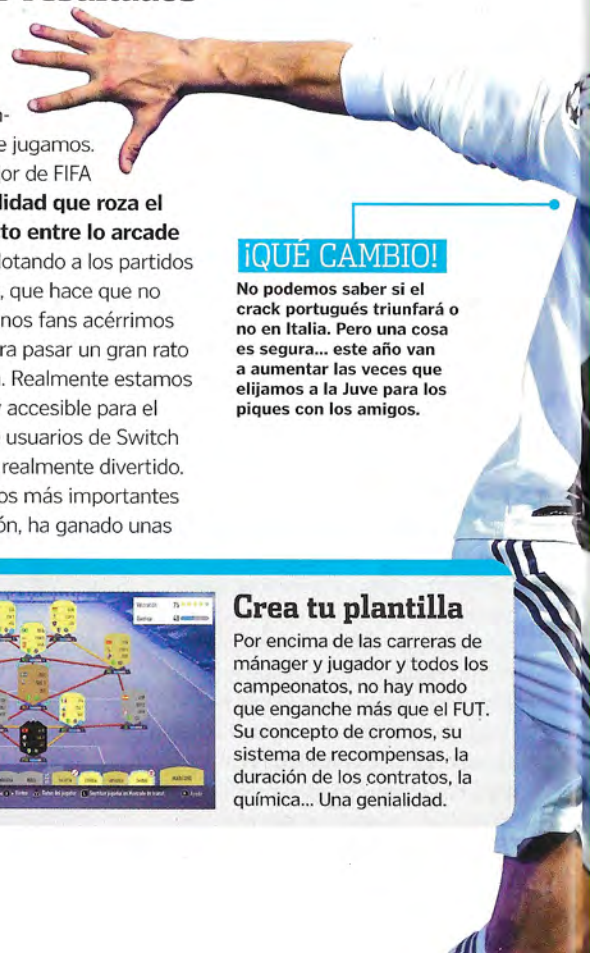 n-
e jugamos.
or de FIFA
lidad que roza el
to entre lo arcade
lotando a los partidos
, que hace que no
nos fans acérrimos
ra pasar un gran rato
. Realmente estamos
accesible para el
usuarios de Switch
realmente divertido.
os más importantes
ón, ha ganado unas
¡QUÉ CAMBIO!
No podemos saber si el
crack portugués triunfará o
no en Italia. Pero una cosa
es segura... este año van
a aumentar las veces que
elijamos a la Juve para los
piques con los amigos.
Crea tu plantilla
Por encima de las carreras de
mánager y jugador y todos los
campeonatos, no hay modo
que enganche más que el FUT.
Su concepto de cromos, su
sistema de recompensas, la
duración de los contratos, la
química... Una genialidad.